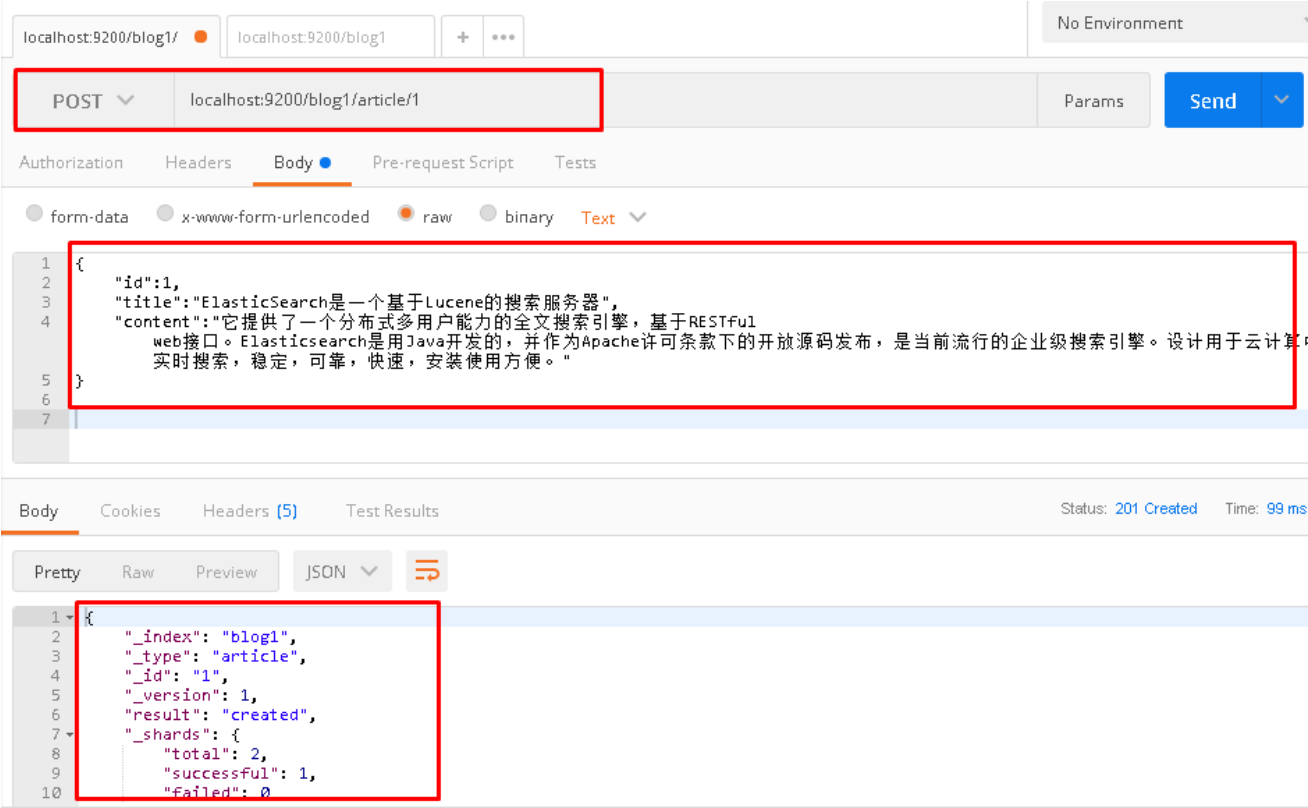 localhost:9200/blog1/
localhost:9200/blog1
No Environment
POST
localhost:9200/blog1/article/1
Params
Send
Authorization
Headers
Body
Pre-request Script
Tests
form-data
x-www-form-urlencoded
raw
binary
Text
1 {
2 "id":1,
3 "title":"ElasticSearch是一个基于Lucene的搜索服务器",
4 "content":"它提供了一个分布式多用户能力的全文搜索引擎，基于RESTful
web接口。Elasticsearch是用Java开发的，并作为Apache许可条款下的开放源码发布，是当前流行的企业级搜索引擎。设计用于云计算
实时搜索，稳定，可靠，快速，安装使用方便。"
5 }
6
7
Body
Cookies
Headers (5)
Test Results
Status: 201 Created
Time: 99 ms
Pretty
Raw
Preview
JSON
1 {
2 "_index": "blog1",
3 "_type": "article",
4 "_id": "1",
5 "_version": 1,
6 "result": "created",
7 "_shards": {
8 "total": 2,
9 "successful": 1,
10 "failed": 0